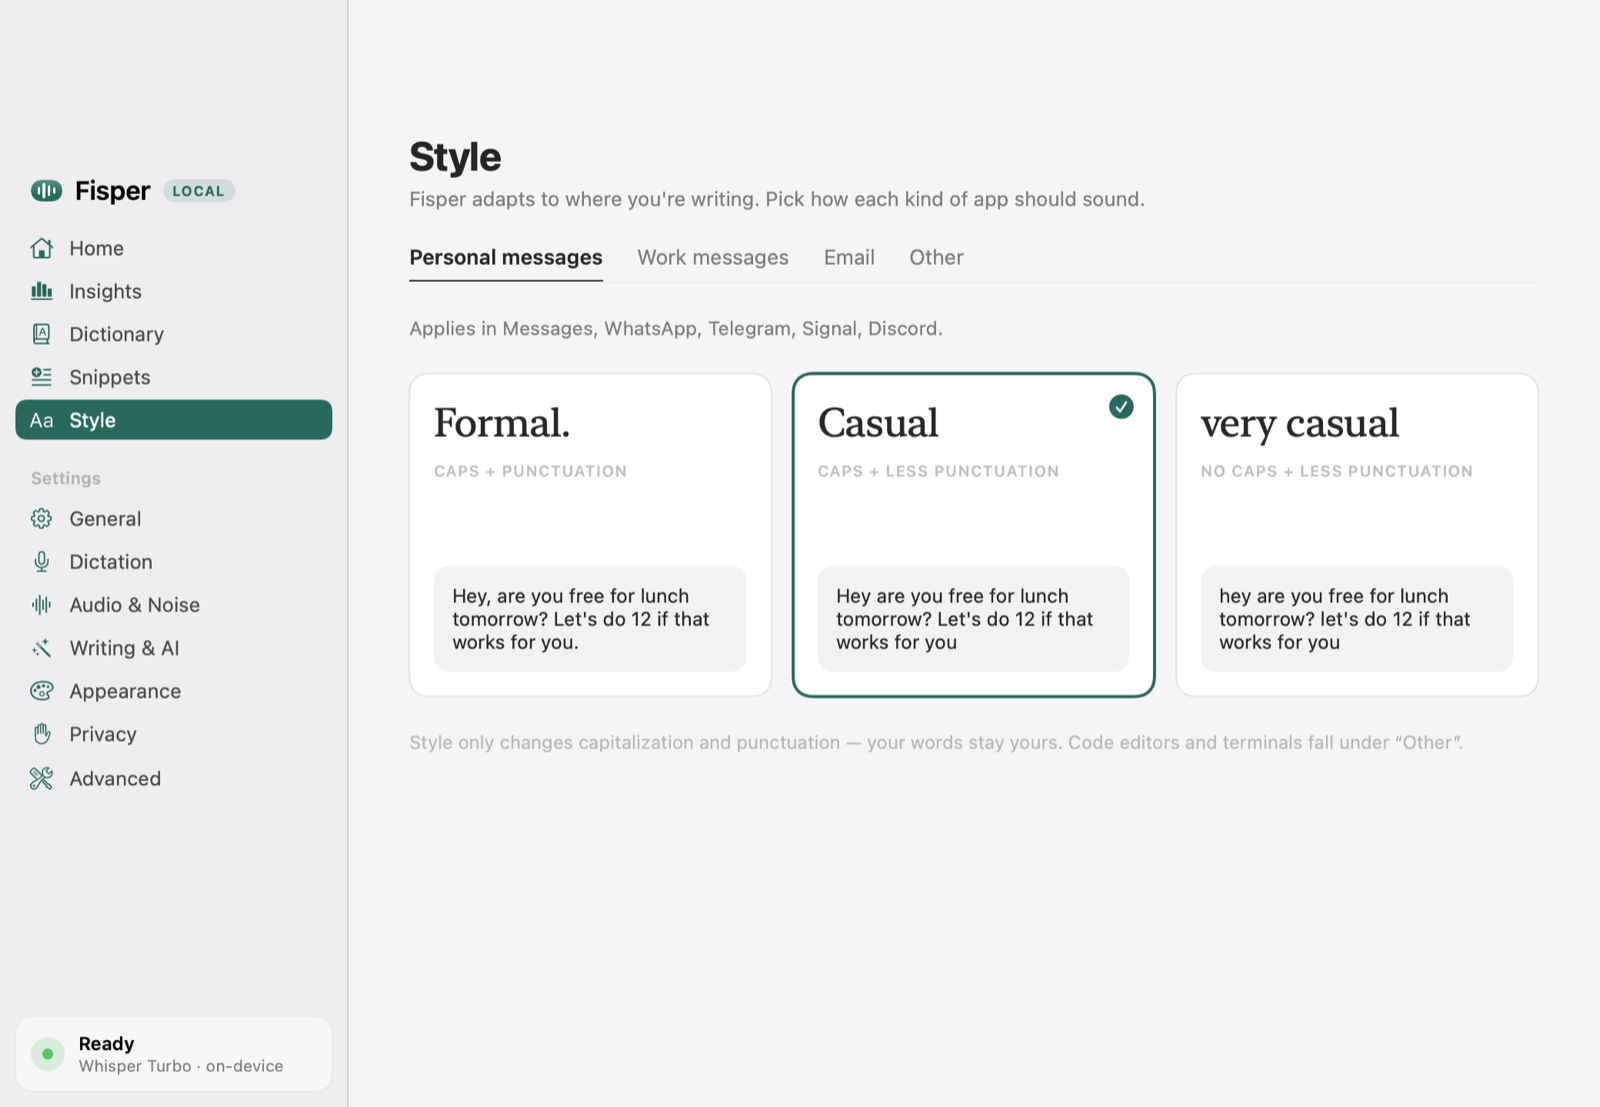 Fisper LOCAL
Home
Insights
Dictionary
Snippets
Aa Style
Settings
General
Dictation
Audio & Noise
Writing & AI
Appearance
Privacy
Advanced
Ready
Whisper Turbo · on-device
Style
Fisper adapts to where you're writing. Pick how each kind of app should sound.
Personal messages Work messages Email Other
Applies in Messages, WhatsApp, Telegram, Signal, Discord.
Formal.
CAPS + PUNCTUATION
Hey, are you free for lunch
tomorrow? Let's do 12 if that
works for you.
Casual
CAPS + LESS PUNCTUATION
Hey are you free for lunch
tomorrow? Let's do 12 if that
works for you
very casual
NO CAPS + LESS PUNCTUATION
hey are you free for lunch
tomorrow? let's do 12 if that
works for you
Style only changes capitalization and punctuation — your words stay yours. Code editors and terminals fall under “Other”.